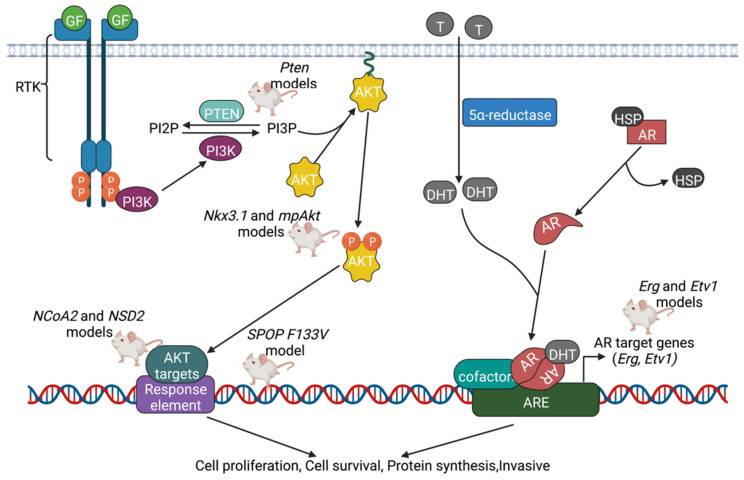 GF
GF
T
T
RTK
Pten
models
AKT
PTEN
PI2P
PI3P
5α-reductase
HSP
AR
PI3K
AKT
P
P
P
P
PI3K
HSP
DHT
DHT
Nkx3.1 and mpAkt
models
AR
P
P
AKT
Erg and Etv1
models
NCoA2 and NSD2
models
SPOP F133V
model
AR target genes
(Erg, Etv1)
AKT
targets
DHT
AR
AR
cofactor
Response
element
ARE
Cell proliferation, Cell survival, Protein synthesis,Invasive